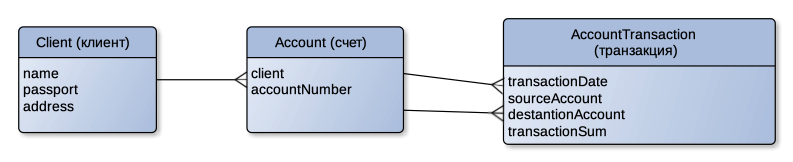 Client (клиент)
name
passport
address
Account (счет)
client
accountNumber
AccountTransaction
(транзакция)
transactionDate
sourceAccount
destantionAccount
transactionSum